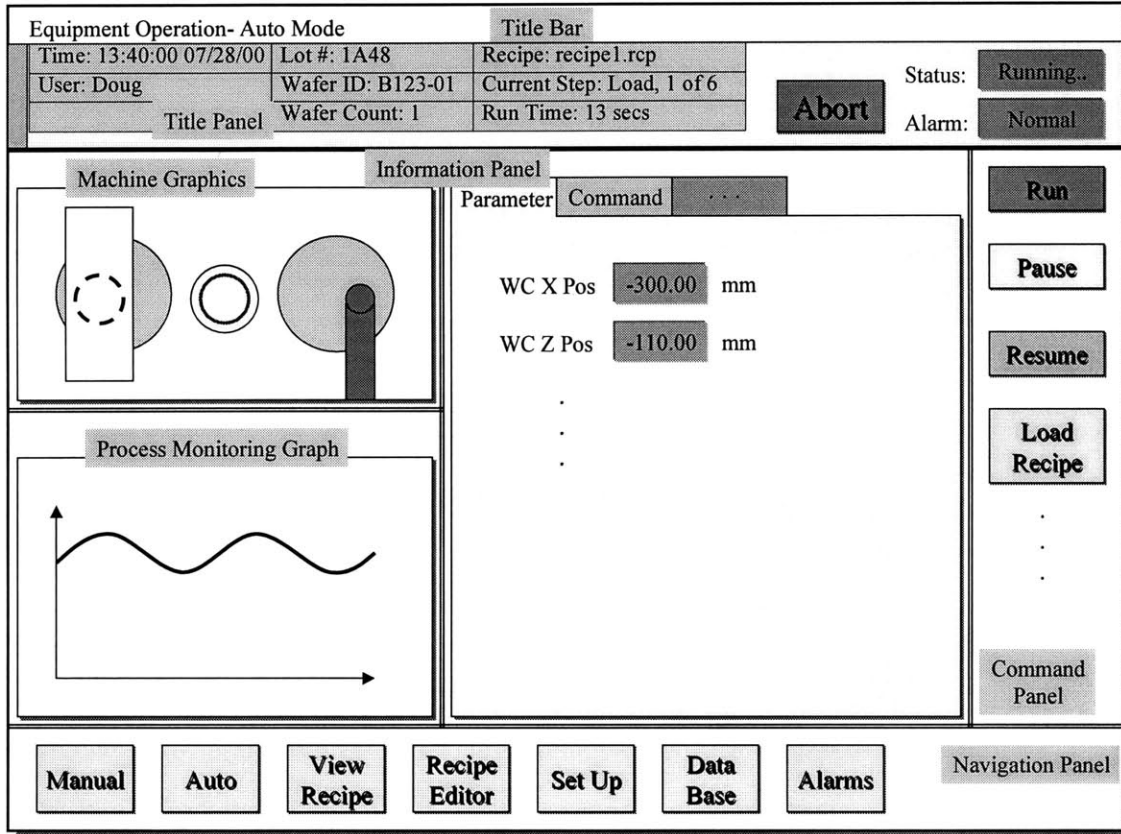 Equipment Operation- Auto Mode
Title Bar
Time: 13:40:00 07/28/00
Lot #: 1A48
Recipe: recipe1.rcp
User: Doug
Wafer ID: B123-01
Current Step: Load, 1 of 6
Title Panel
Wafer Count: 1
Run Time: 13 secs
Abort
Status:
Running..
Alarm:
Normal
Machine Graphics
Information Panel
Parameter
Command
. . .
WC X Pos
-300.00
mm
WC Z Pos
-110.00
mm
.
.
.
Process Monitoring Graph
Run
Pause
Resume
Load
Recipe
.
.
.
Command
Panel
Manual
Auto
View
Recipe
Recipe
Editor
Set Up
Data
Base
Alarms
Navigation Panel